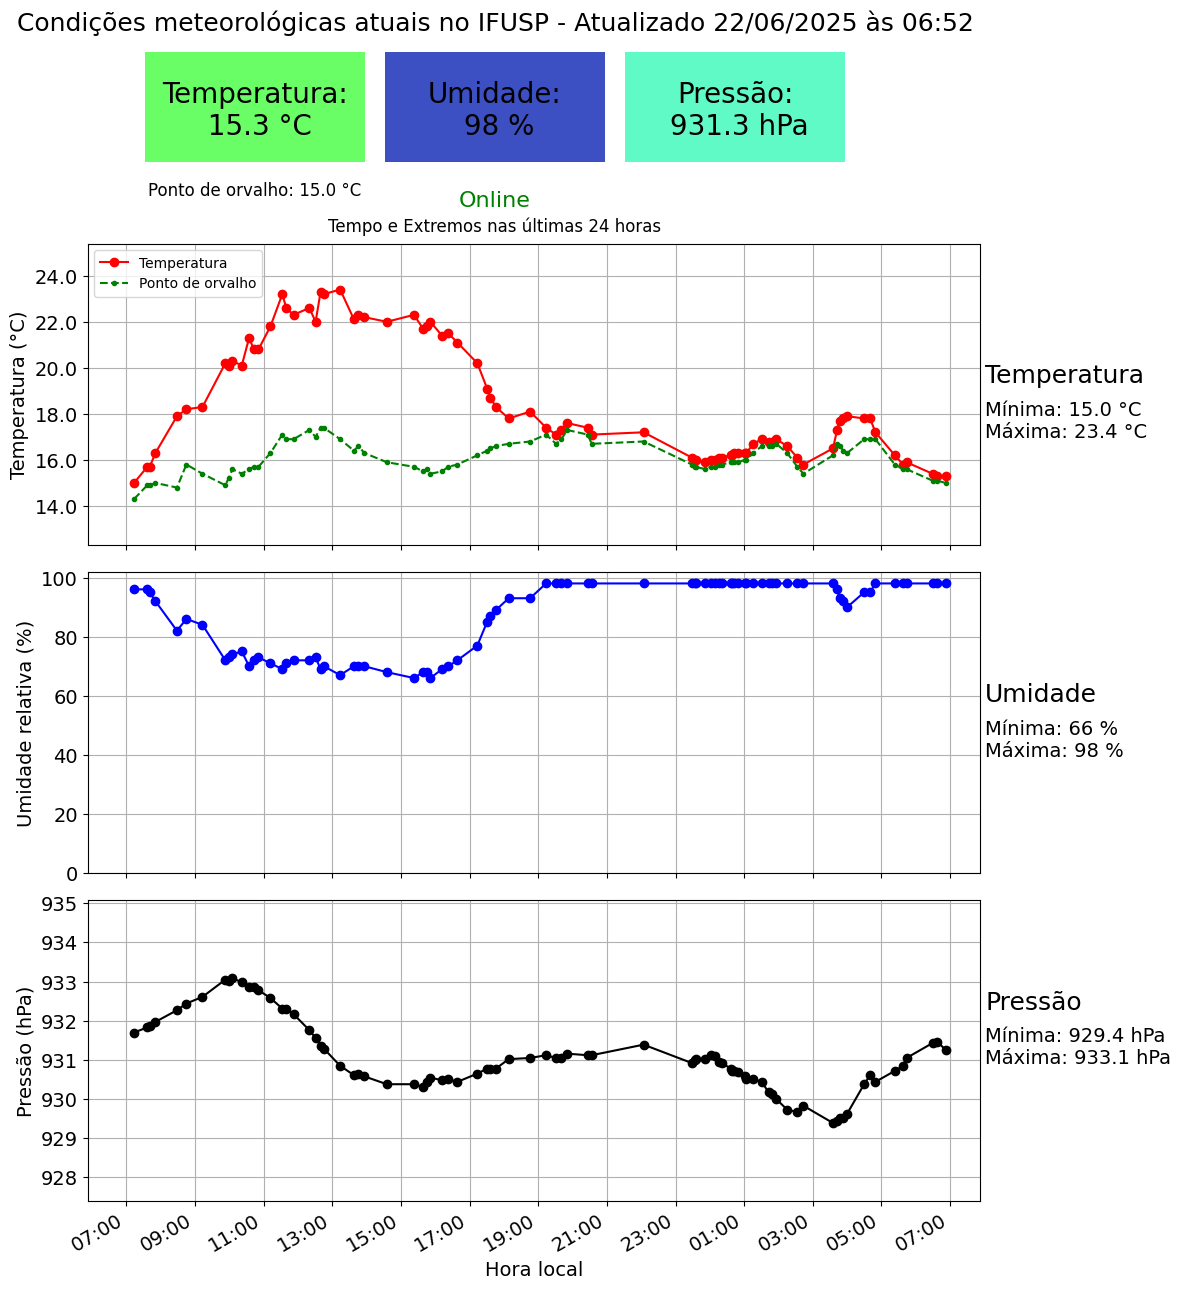 Condições meteorológicas atuais no IFUSP - Atualizado 22/06/2025 às 06:52
Temperatura:
15.3 °C
Umidade:
98 %
Pressão:
931.3 hPa
Ponto de orvalho: 15.0 °C
Online
Tempo e Extremos nas últimas 24 horas
Temperatura
Ponto de orvalho
Temperatura (°C)
24.0
22.0
20.0
18.0
16.0
14.0
Temperatura
Mínima: 15.0 °C
Máxima: 23.4 °C
Umidade relativa (%)
100
80
60
40
20
0
Umidade
Mínima: 66 %
Máxima: 98 %
Pressão (hPa)
935
934
933
932
931
930
929
928
Pressão
Mínima: 929.4 hPa
Máxima: 933.1 hPa
07:00
09:00
11:00
13:00
15:00
17:00
19:00
21:00
23:00
01:00
03:00
05:00
07:00
Hora local